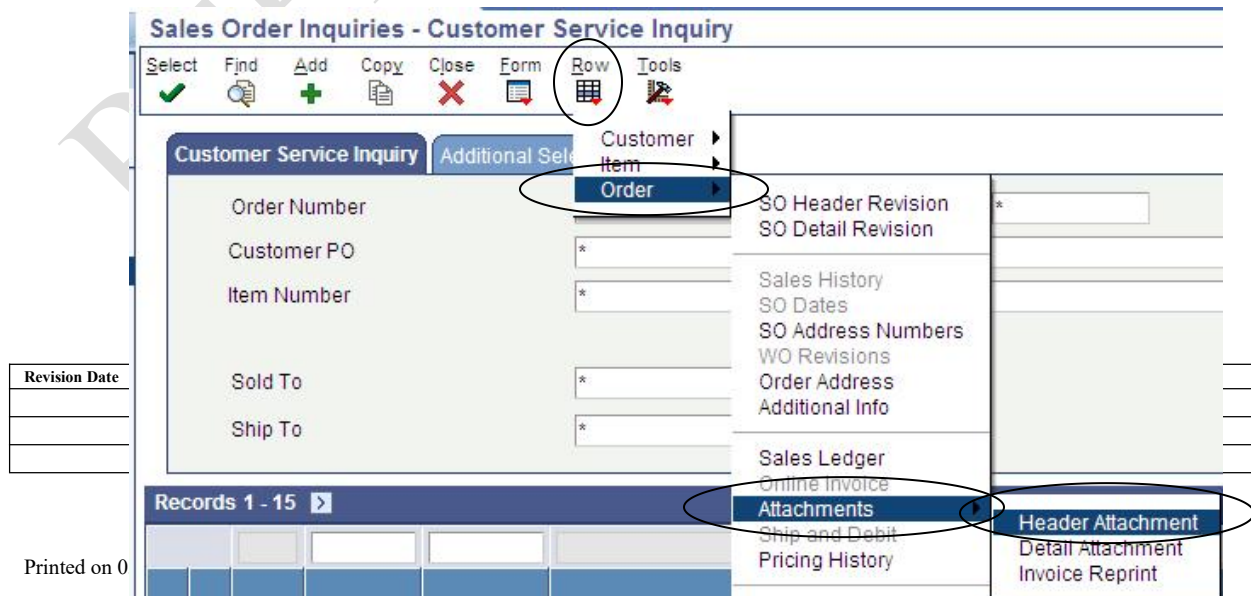 Sales Order Inquiries - Customer Service Inquiry
Select Find Add Copy Close Form Row Tools
Customer
Item
Order
Customer Service Inquiry Additional Sele
Order Number *
Customer PO *
Item Number *
Sold To *
Ship To *
SO Header Revision
SO Detail Revision
Sales History
SO Dates
SO Address Numbers
WO Revisions
Order Address
Additional Info
Sales Ledger
Online Invoice
Attachments
Ship and Debit
Pricing History
Header Attachment
Detail Attachment
Invoice Reprint
Revision Date
Records 1 - 15
Printed on 0